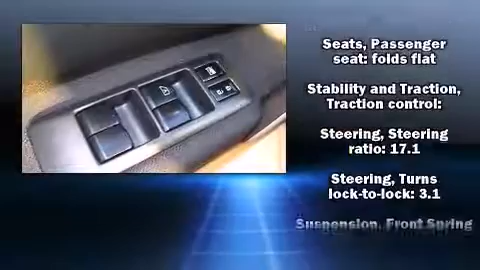 Seats, Passenger
seat: folds flat
Stability and Traction,
Traction control:
Steering, Steering
ratio: 17.1
Steering, Turns
lock-to-lock: 3.1
Suspension, Front Spring